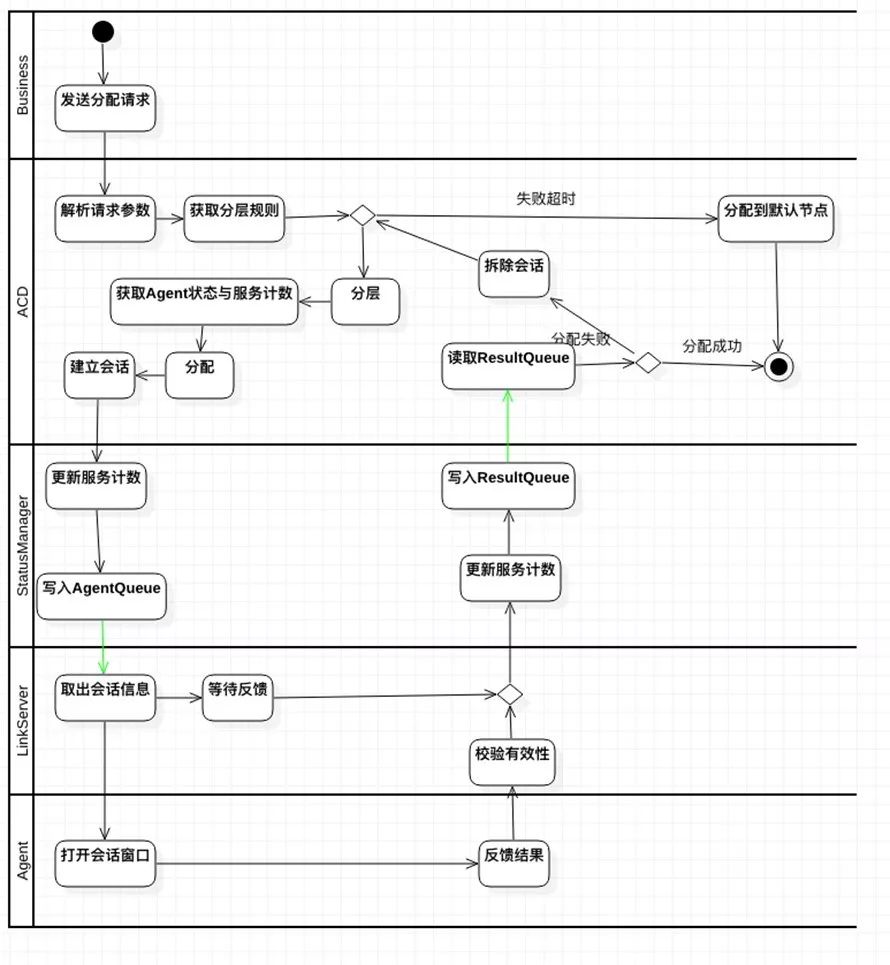 Business
发送分配请求
ACD
解析请求参数
获取分层规则
失败超时
分配到默认节点
拆除会话
获取Agent状态与服务计数
分层
分配失败
分配成功
建立会话
分配
读取ResultQueue
StatusManager
更新服务计数
写入ResultQueue
更新服务计数
写入AgentQueue
LinkServer
取出会话信息
等待反馈
校验有效性
Agent
打开会话窗口
反馈结果